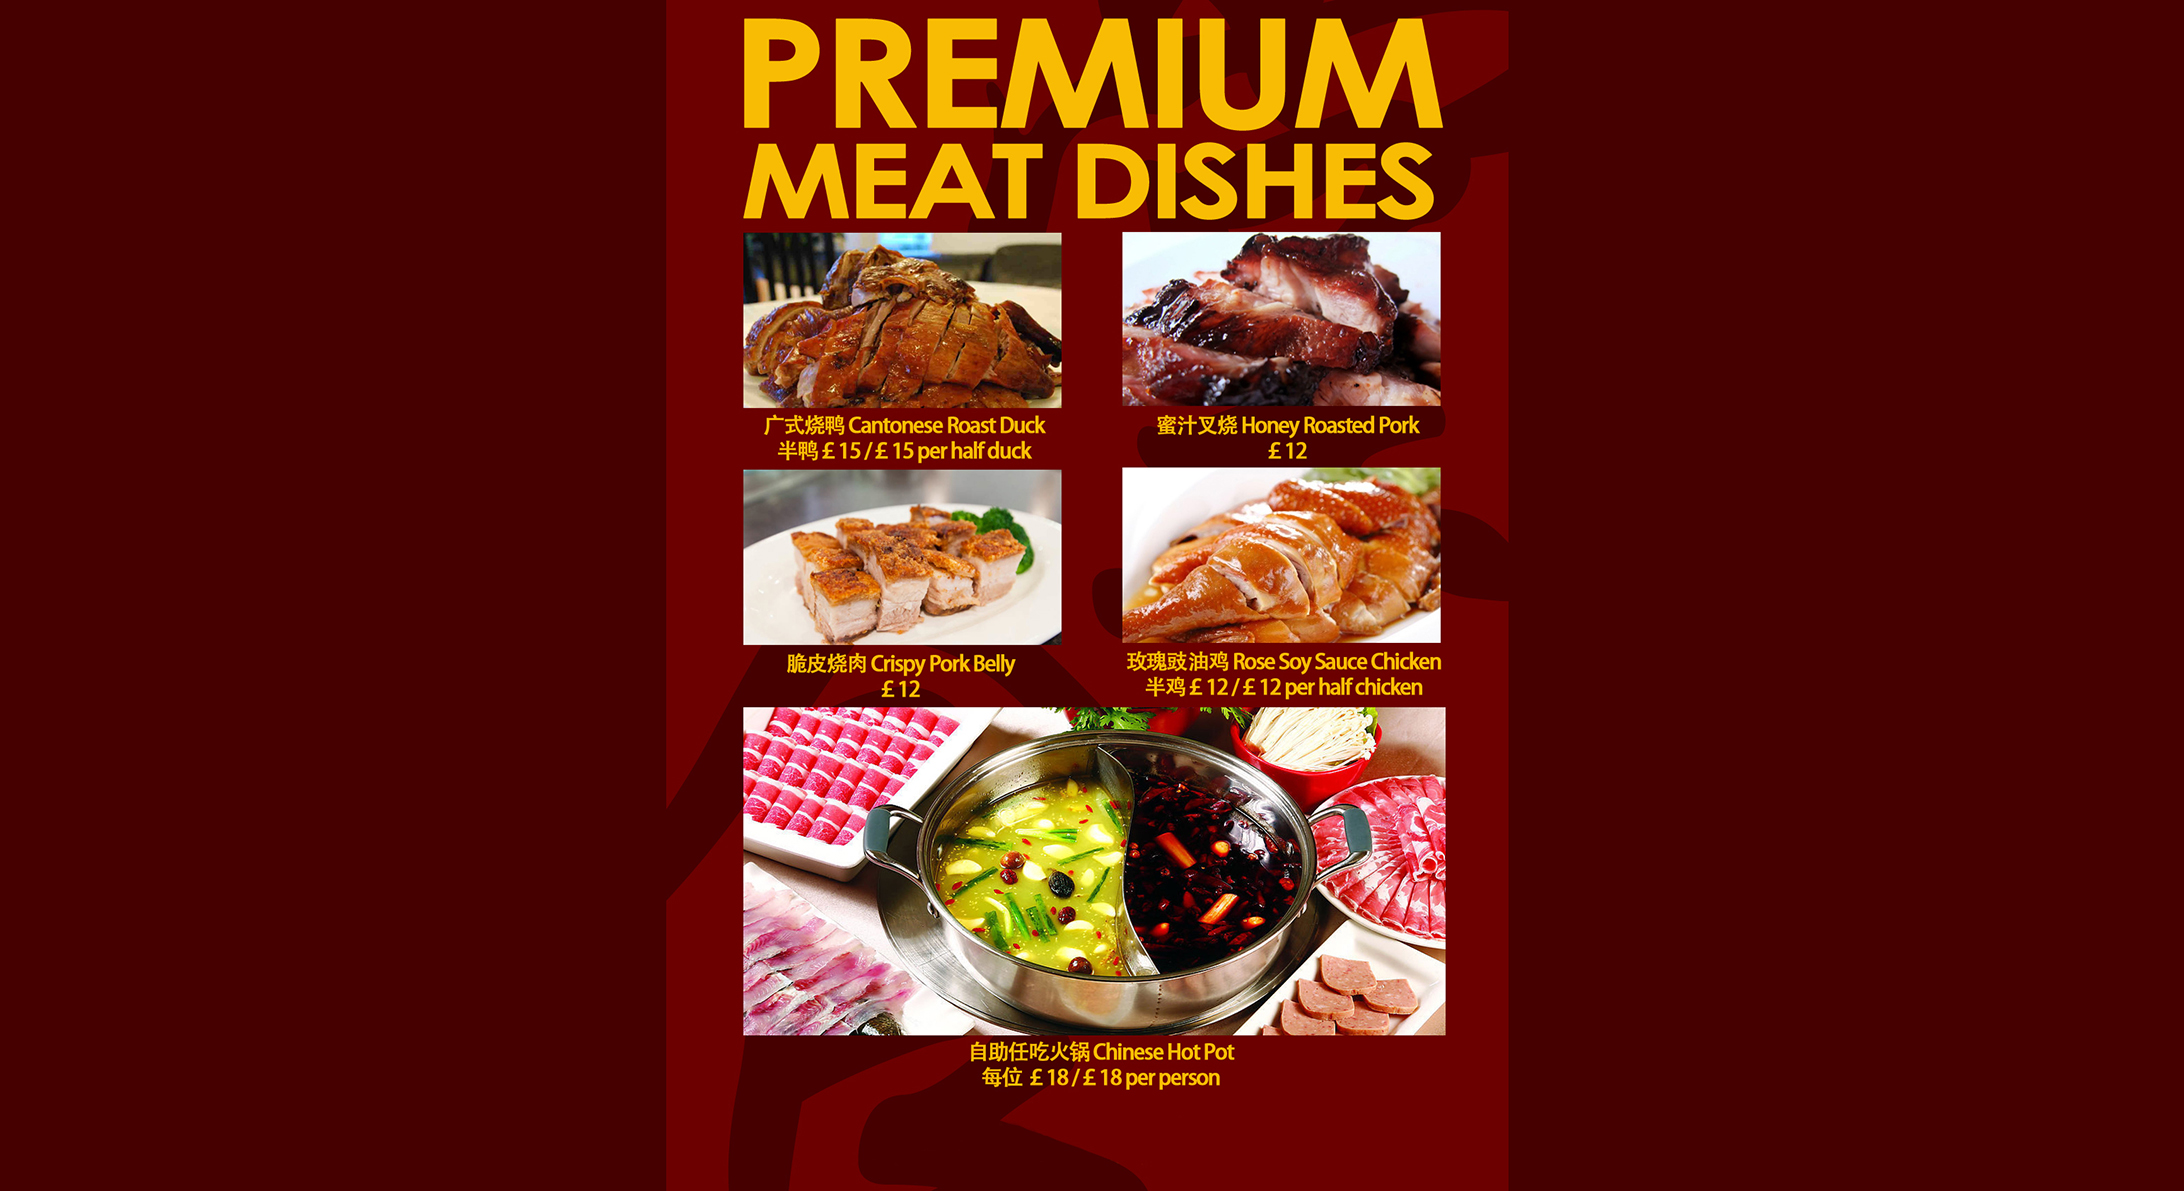 PREMIUM
MEAT DISHES
广式烧鸭 Cantonese Roast Duck
半鸭 £ 15 / £ 15 per half duck
蜜汁叉烧 Honey Roasted Pork
£ 12
脆皮烧肉 Crispy Pork Belly
£ 12
玫瑰豉油鸡 Rose Soy Sauce Chicken
半鸡 £ 12 / £ 12 per half chicken
自助任吃火锅 Chinese Hot Pot
每位 £ 18 / £ 18 per person